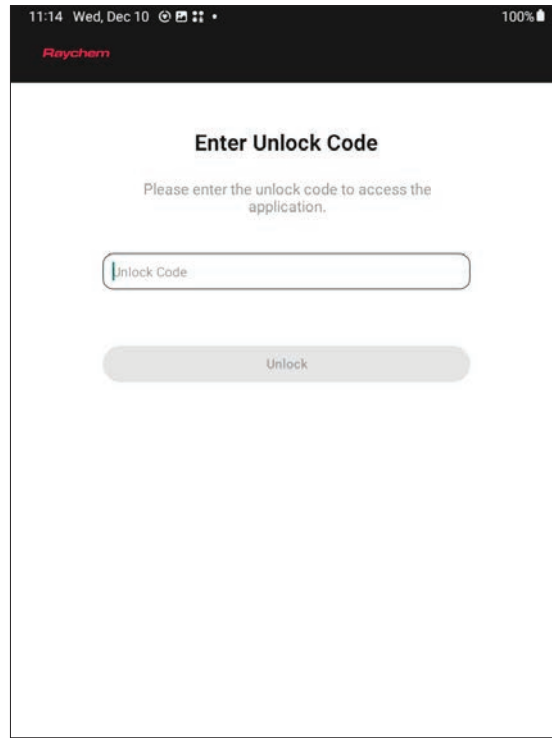 11:14 Wed, Dec 10 100%
Raychem
Enter Unlock Code
Please enter the unlock code to access the
application.
Unlock Code
Unlock